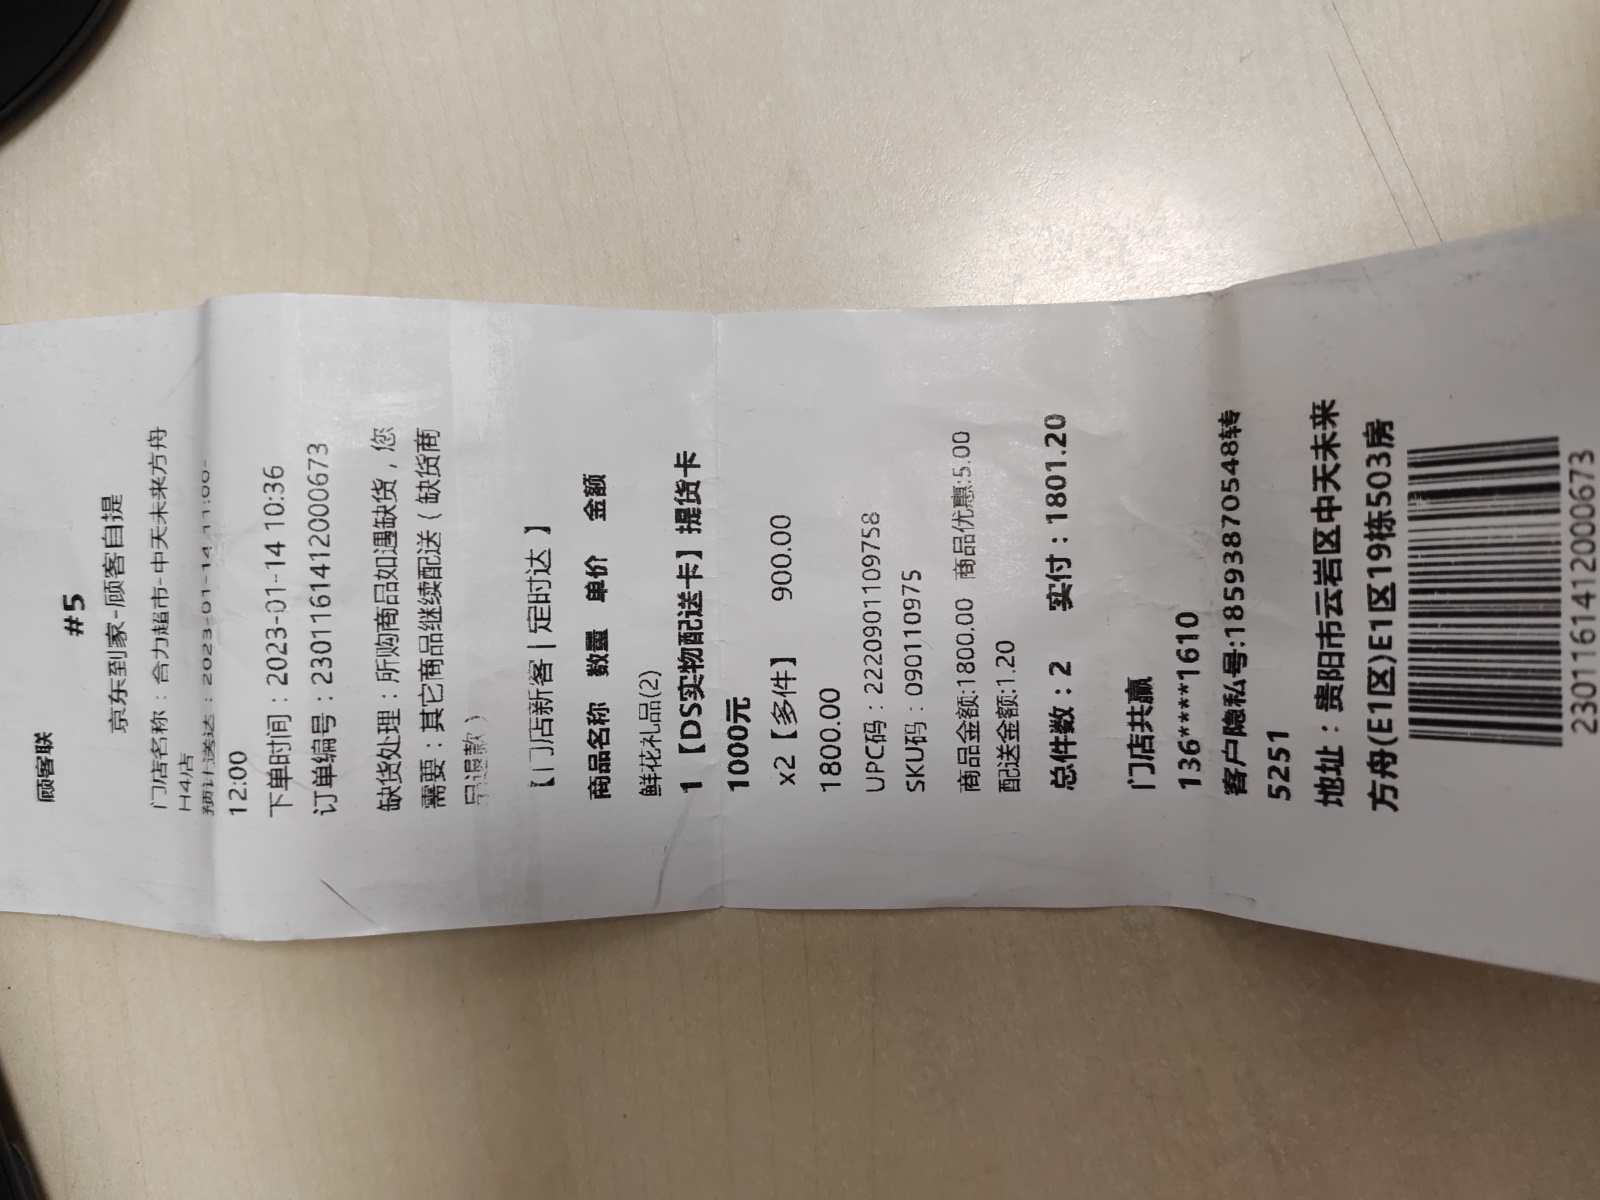 顾客联
#5
京东到家-顾客自提
门店名称：合力超市-中天未来方舟
H4店
预计送达：2023-01-14 11:00-
12:00
下单时间：2023-01-14 10:36
订单编号：2301161412000673
缺货处理：所购商品如遇缺货，您
需要：其它商品继续配送（缺货商
品退款）
【门店新客|定时达】
商品名称 数量 单价 金额
鲜花礼品(2)
1【DS实物配送卡】提货卡
1000元
x2【多件】 900.00
1800.00
UPC码：2220901109758
SKU码：090110975
商品金额:1800.00 商品优惠:5.00
配送金额:1.20
总件数：2 实付：1801.20
门店共赢
136****1610
客户隐私号:18593870548转
5251
地址：贵阳市云岩区中天未来
方舟(E1区)E1区19栋503房
2301161412000673